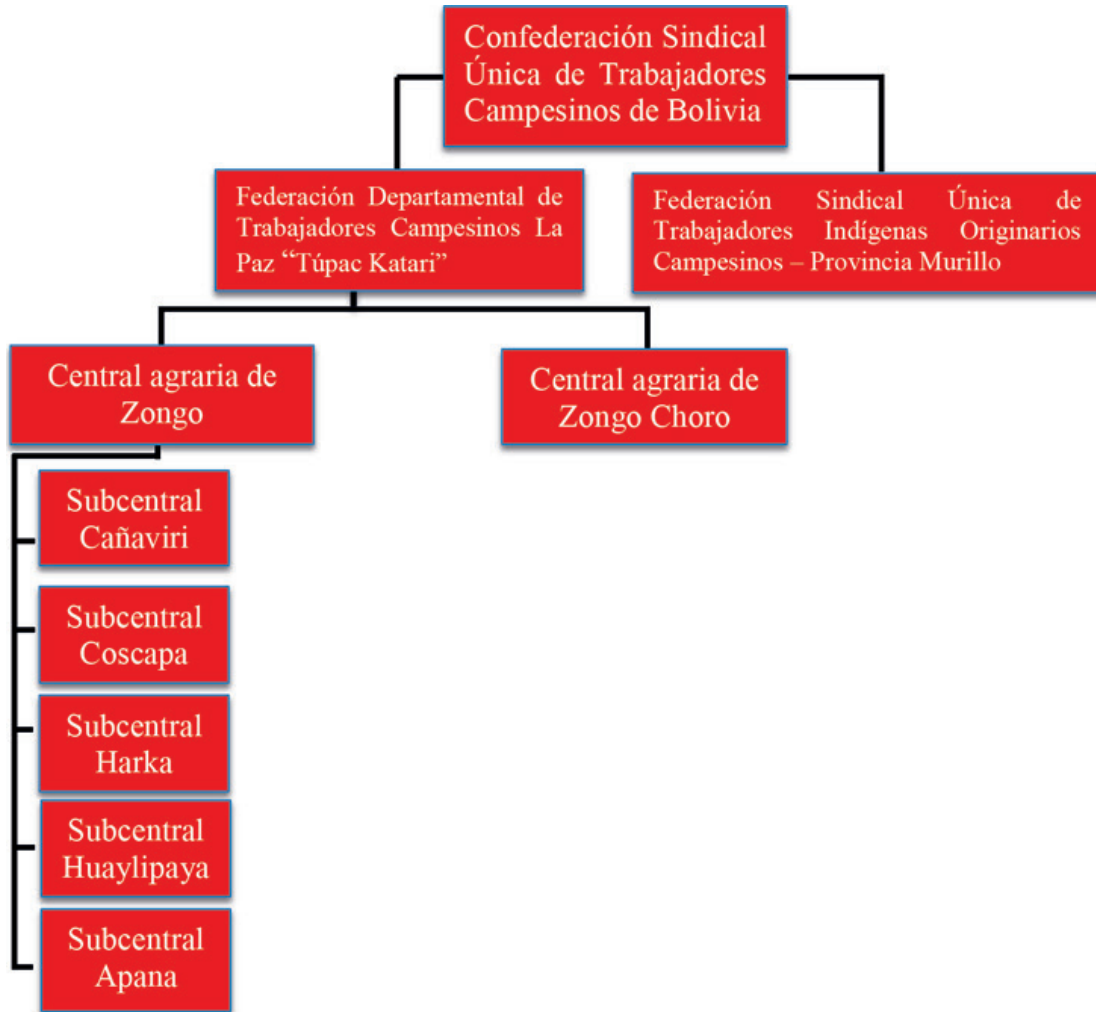 Confederación Sindical
Única de Trabajadores
Campesinos de Bolivia
Federación Departamental de
Trabajadores Campesinos La
Paz “Túpac Katari”
Federación Sindical Única de
Trabajadores Indígenas Originarios
Campesinos – Provincia Murillo
Central agraria de
Zongo
Central agraria de
Zongo Choro
Subcentral
Cañaviri
Subcentral
Coscapa
Subcentral
Harka
Subcentral
Huaylipaya
Subcentral
Apana